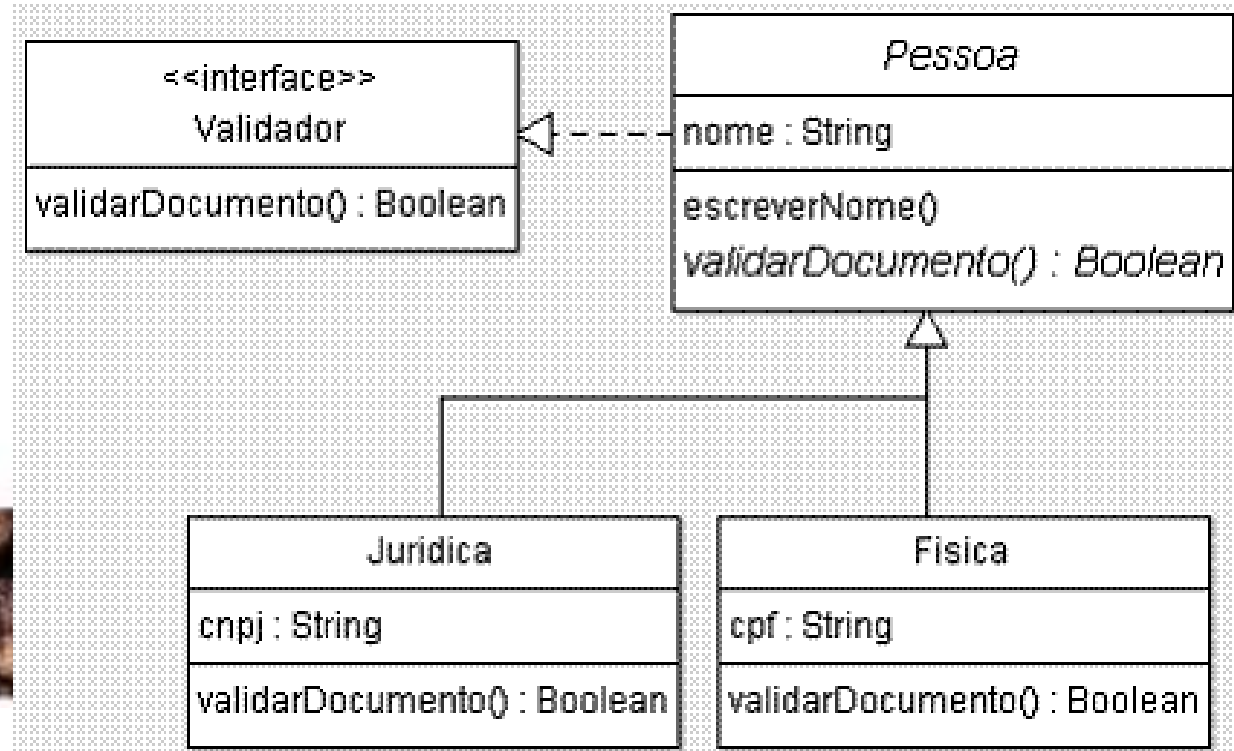 <<interface>>
Validador
validarDocumento() : Boolean
Pessoa
nome : String
escreverNome()
validarDocumento() : Boolean
Juridica
cnpj : String
validarDocumento() : Boolean
Fisica
cpf : String
validarDocumento() : Boolean